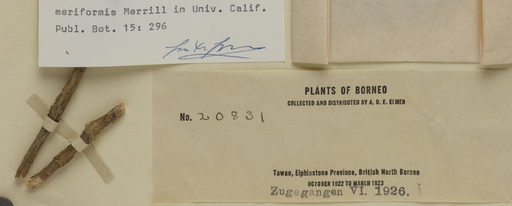 meriformis Merrill in Univ. Calif.
Publ. Bot. 15: 296
PLANTS OF BORNEO
COLLECTED AND DISTRIBUTED BY A. D. E. ELMER
No. 20831
Tawao, Elphinstone Province, British North Borneo
OCTOBER 1922 TO MARCH 1923
Zugegangen VI. 1926.